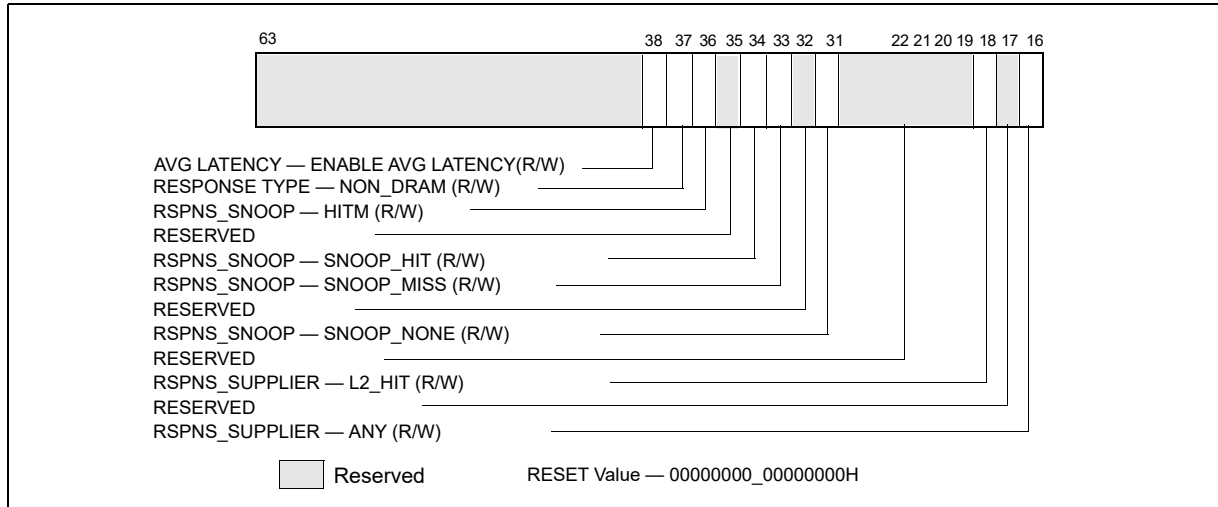 63 38 37 36 35 34 33 32 31 22 21 20 19 18 17 16
AVG LATENCY — ENABLE AVG LATENCY(R/W)
RESPONSE TYPE — NON_DRAM (R/W)
RSPNS_SNOOP — HITM (R/W)
RESERVED
RSPNS_SNOOP — SNOOP_HIT (R/W)
RSPNS_SNOOP — SNOOP_MISS (R/W)
RESERVED
RSPNS_SNOOP — SNOOP_NONE (R/W)
RESERVED
RSPNS_SUPPLIER — L2_HIT (R/W)
RESERVED
RSPNS_SUPPLIER — ANY (R/W)
Reserved RESET Value — 00000000_00000000H